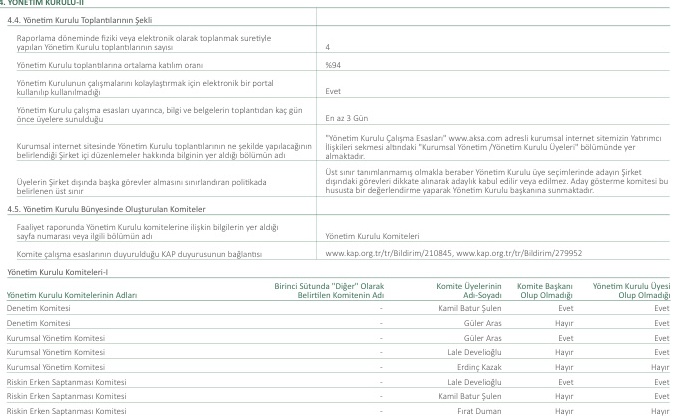 4. YÖNETİM KURULU-II
4.4. Yönetim Kurulu Toplantılarının Şekli
Raporlama döneminde fiziki veya elektronik olarak toplanmak suretiyle
yapılan Yönetim Kurulu toplantılarının sayısı
4
Yönetim Kurulu toplantılarına ortalama katılım oranı
%94
Yönetim Kurulunun çalışmalarını kolaylaştırmak için elektronik bir portal
kullanılıp kullanılmadığı
Evet
Yönetim Kurulu çalışma esasları uyarınca, bilgi ve belgelerin toplantıdan kaç gün
önce üyelere sunulduğu
En az 3 Gün
Kurumsal internet sitesinde Yönetim Kurulu toplantılarının ne şekilde yapılacağının
belirlendiği Şirket içi düzenlemeler hakkında bilginin yer aldığı bölümün adı
"Yönetim Kurulu Çalışma Esasları" www.aksa.com adresli kurumsal internet sitemizin Yatırımcı
İlişkileri sekmesi altındaki "Kurumsal Yönetim /Yönetim Kurulu Üyeleri" bölümünde yer
almaktadır.
Üyelerin Şirket dışında başka görevler almasını sınırlandıran politikada
belirlenen üst sınır
Üst sınır tanımlanmamış olmakla beraber Yönetim Kurulu üye seçimlerinde adayın Şirket
dışındaki görevleri dikkate alınarak adaylık kabul edilir veya edilmez. Aday gösterme komitesi bu
hususta bir değerlendirme yaparak Yönetim Kurulu başkanına sunmaktadır.
4.5. Yönetim Kurulu Bünyesinde Oluşturulan Komiteler
Faaliyet raporunda Yönetim Kurulu komitelerine ilişkin bilgilerin yer aldığı
sayfa numarası veya ilgili bölümün adı
Yönetim Kurulu Komiteleri
Komite çalışma esaslarının duyurulduğu KAP duyurusunun bağlantısı
www.kap.org.tr/tr/Bildirim/210845, www.kap.org.tr/tr/Bildirim/279952
Yönetim Kurulu Komiteleri-I
Yönetim Kurulu Komitelerinin Adları
Birinci Sütunda "Diğer" Olarak
Belirtilen Komitenin Adı
Komite Üyelerinin
Adı-Soyadı
Komite Başkanı
Olup Olmadığı
Yönetim Kurulu Üyesi
Olup Olmadığı
Denetim Komitesi - Kamil Batur Şulen Evet Evet
Denetim Komitesi - Güler Aras Hayır Evet
Kurumsal Yönetim Komitesi - Güler Aras Evet Evet
Kurumsal Yönetim Komitesi - Lale Develioğlu Hayır Evet
Kurumsal Yönetim Komitesi - Erdinç Kazak Hayır Hayır
Riskin Erken Saptanması Komitesi - Lale Develioğlu Evet Evet
Riskin Erken Saptanması Komitesi - Kamil Batur Şulen Hayır Evet
Riskin Erken Saptanması Komitesi - Fırat Duman Hayır Hayır